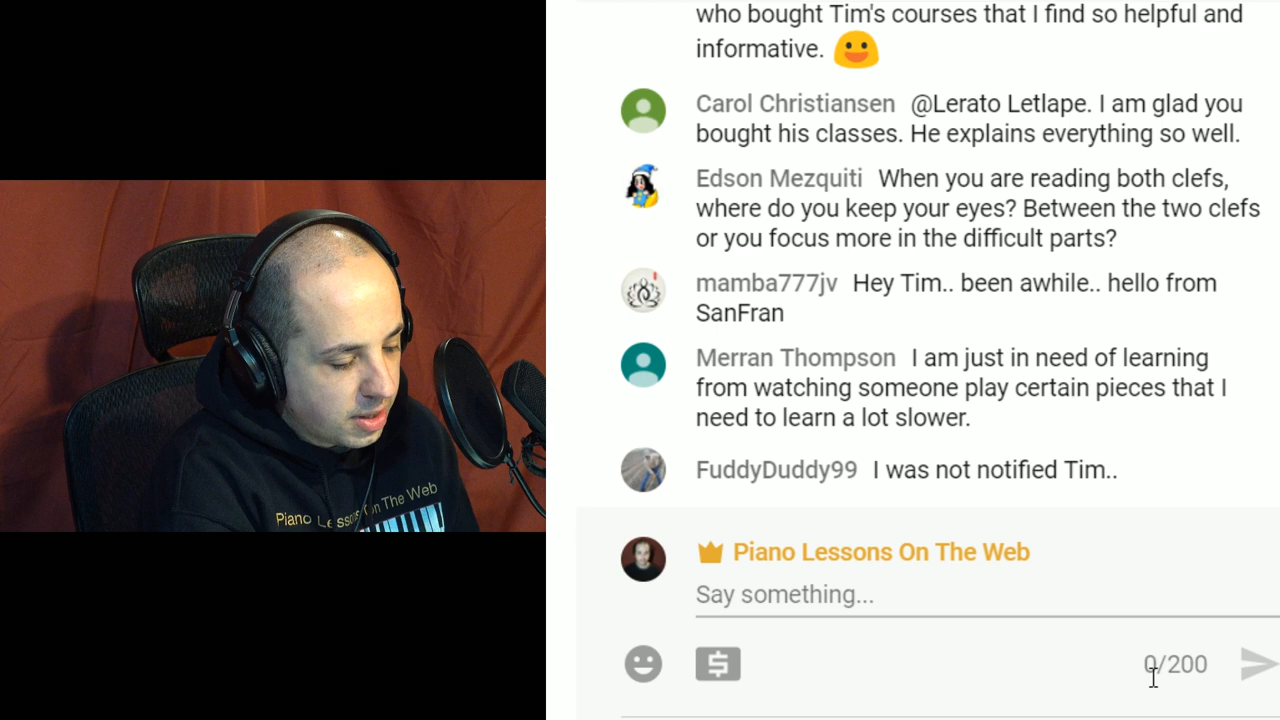 who bought Tim's courses that I find so helpful and
informative.
Carol Christiansen @Lerato Letlape. I am glad you
bought his classes. He explains everything so well.
Edson Mezquiti When you are reading both clefs,
where do you keep your eyes? Between the two clefs
or you focus more in the difficult parts?
mamba777jv Hey Tim.. been awhile.. hello from
SanFran
Merran Thompson I am just in need of learning
from watching someone play certain pieces that I
need to learn a lot slower.
FuddyDuddy99 I was not notified Tim..
Piano Lessons On The Web
Say something...
0/200
Piano Lessons On The Web